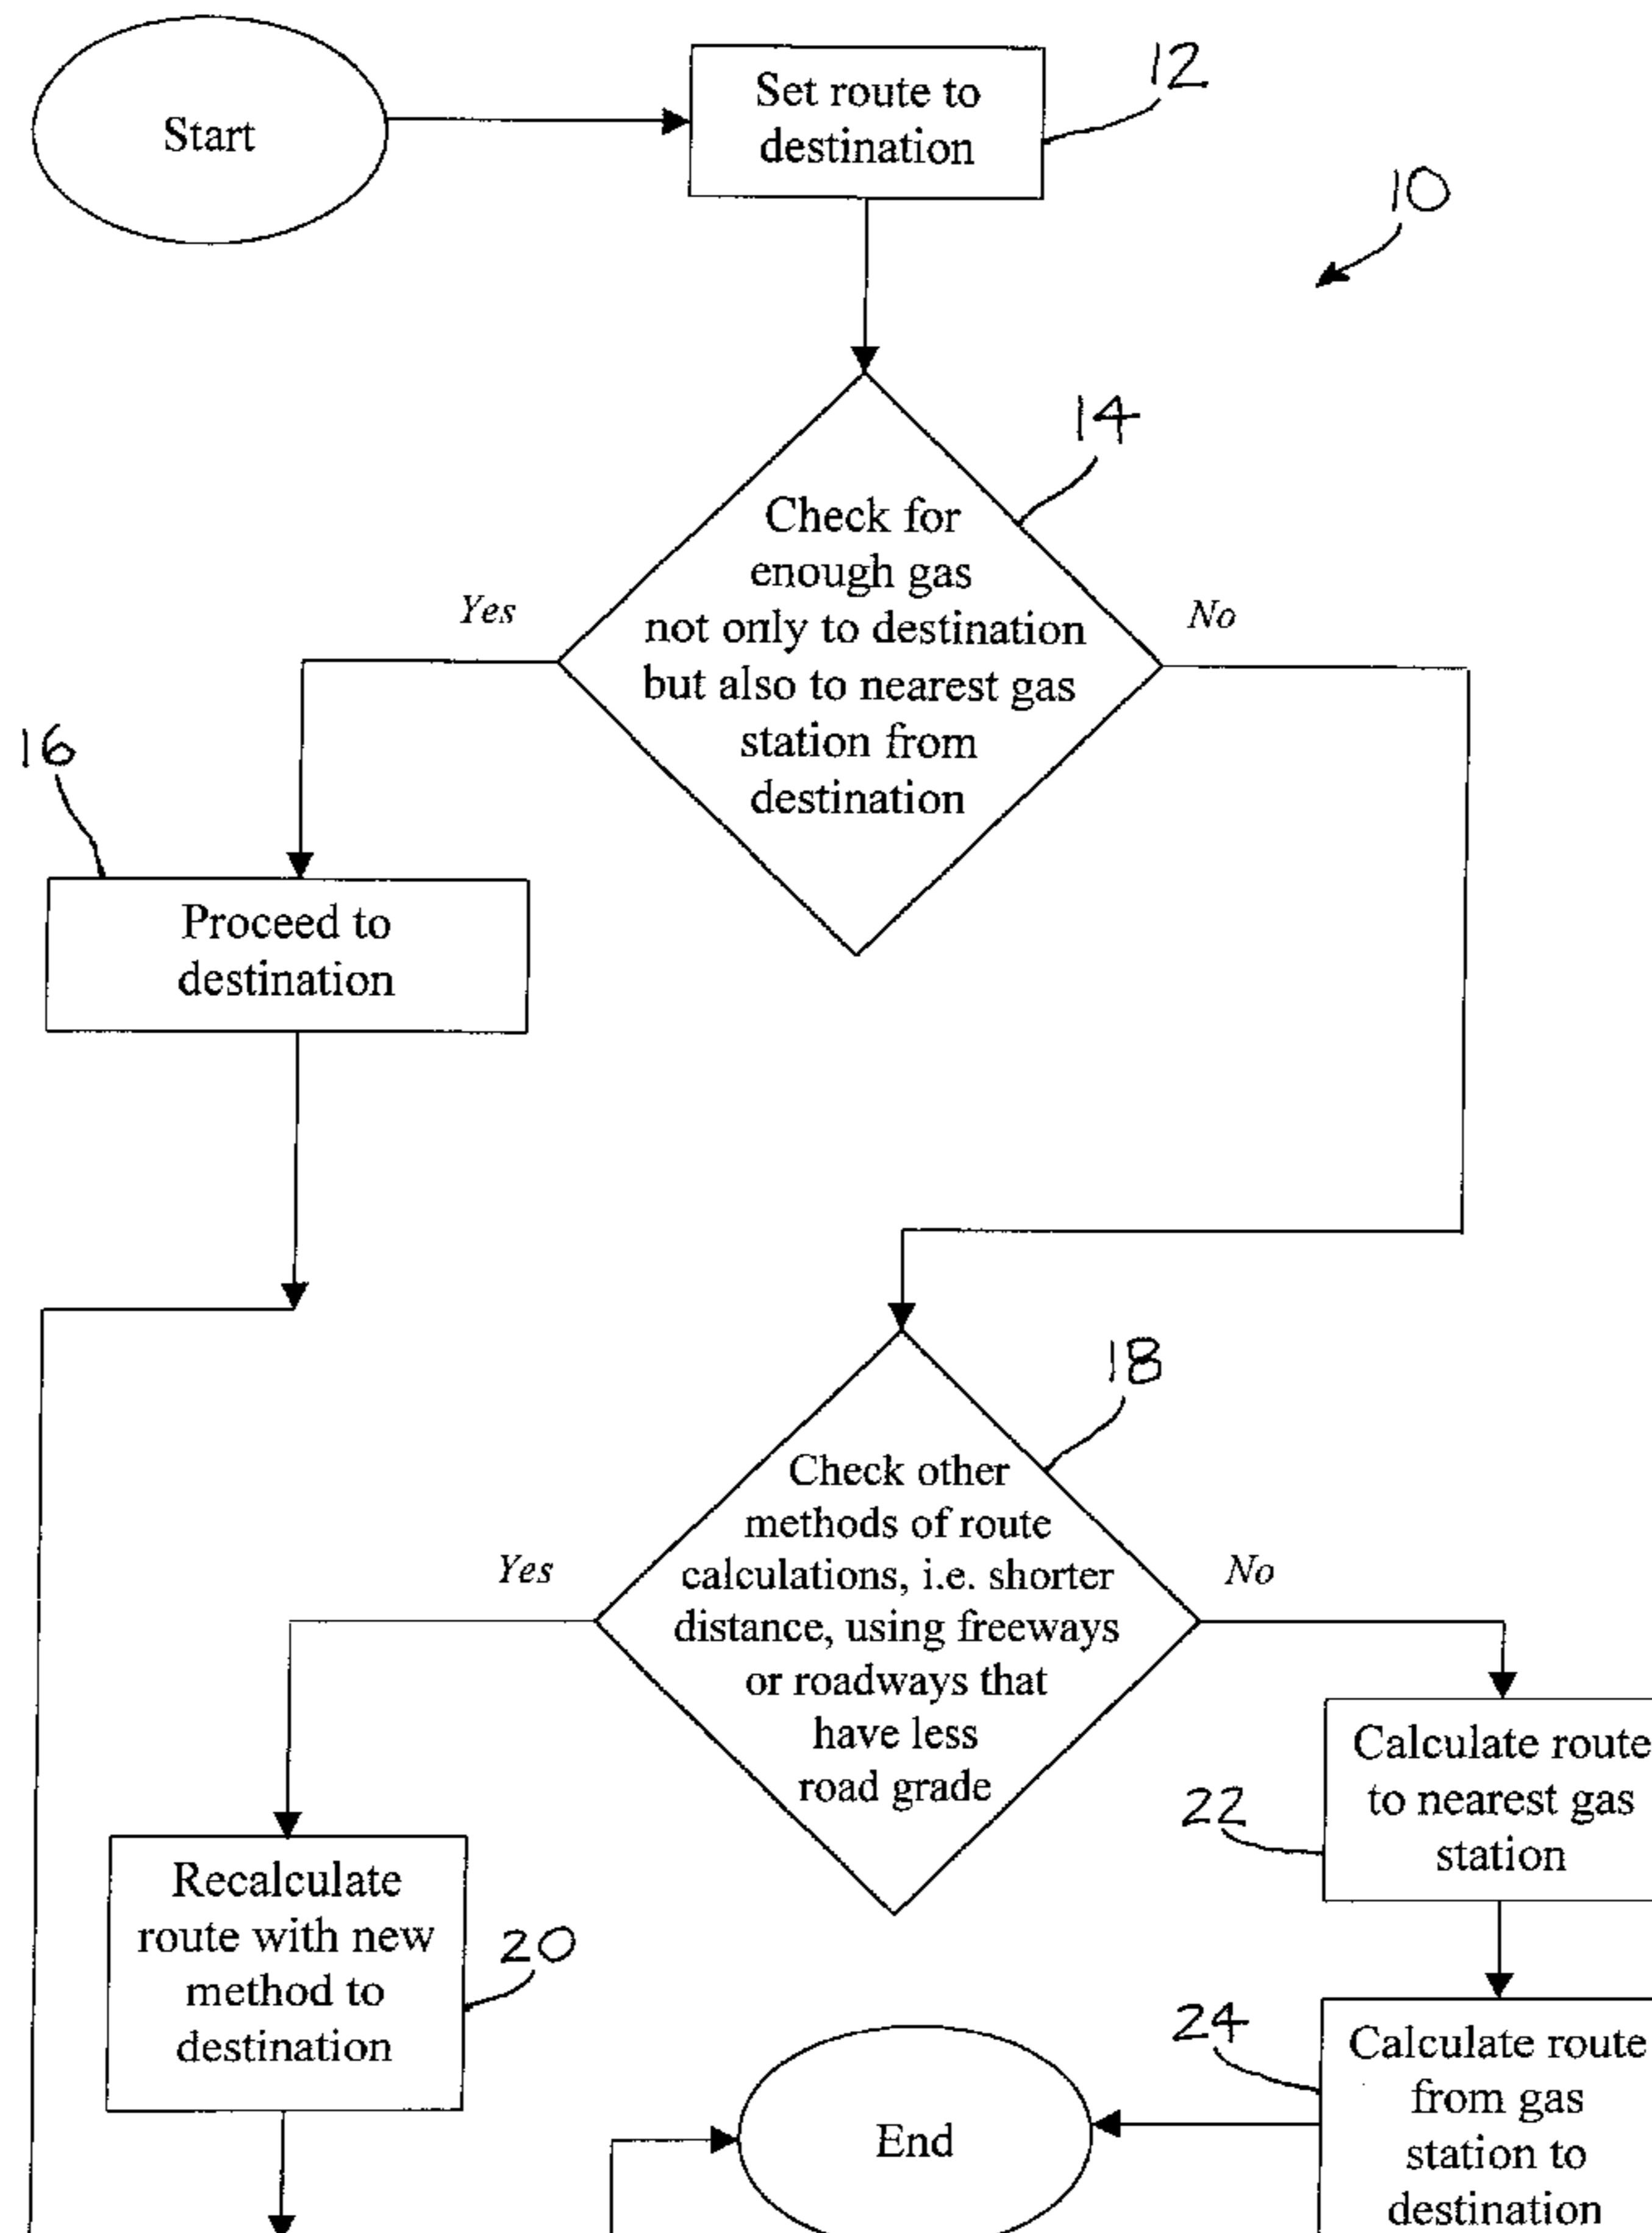 Start
Set route to
destination
12
10
14
Check for
enough gas
not only to destination
but also to nearest gas
station from
destination
Yes
No
16
Proceed to
destination
18
Check other
methods of route
calculations, i.e. shorter
distance, using freeways
or roadways that
have less
road grade
Yes
No
Calculate route
to nearest gas
station
22
Recalculate
route with new
method to
destination
20
24
Calculate route
from gas
station to
destination
End